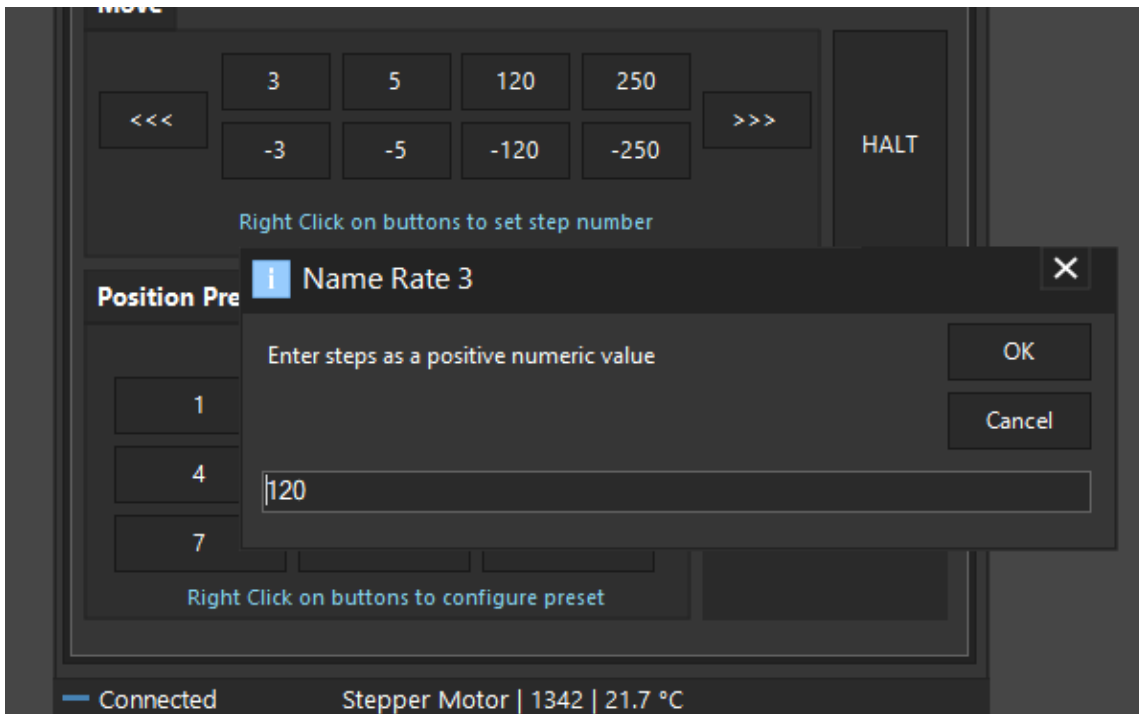 Move
3 5 120 250
<<< >>>
-3 -5 -120 -250
HALT
Right Click on buttons to set step number
Name Rate 3
Position Pre
Enter steps as a positive numeric value
OK
1
Cancel
4
120
7
Right Click on buttons to configure preset
Connected Stepper Motor | 1342 | 21.7 °C